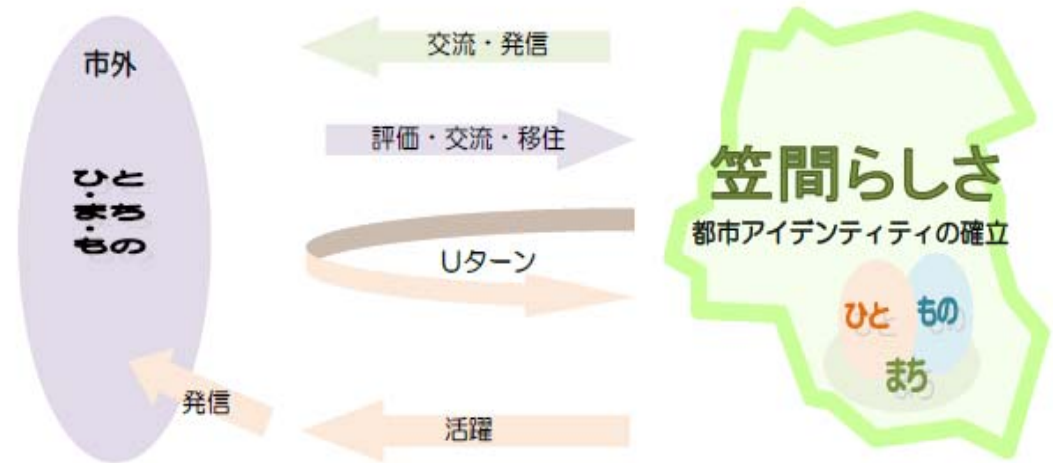 市外
ひと
・
まち
・
もの
交流・発信
評価・交流・移住
Uターン
発信
活躍
笠間らしさ
都市アイデンティティの確立
ひと
もの
まち